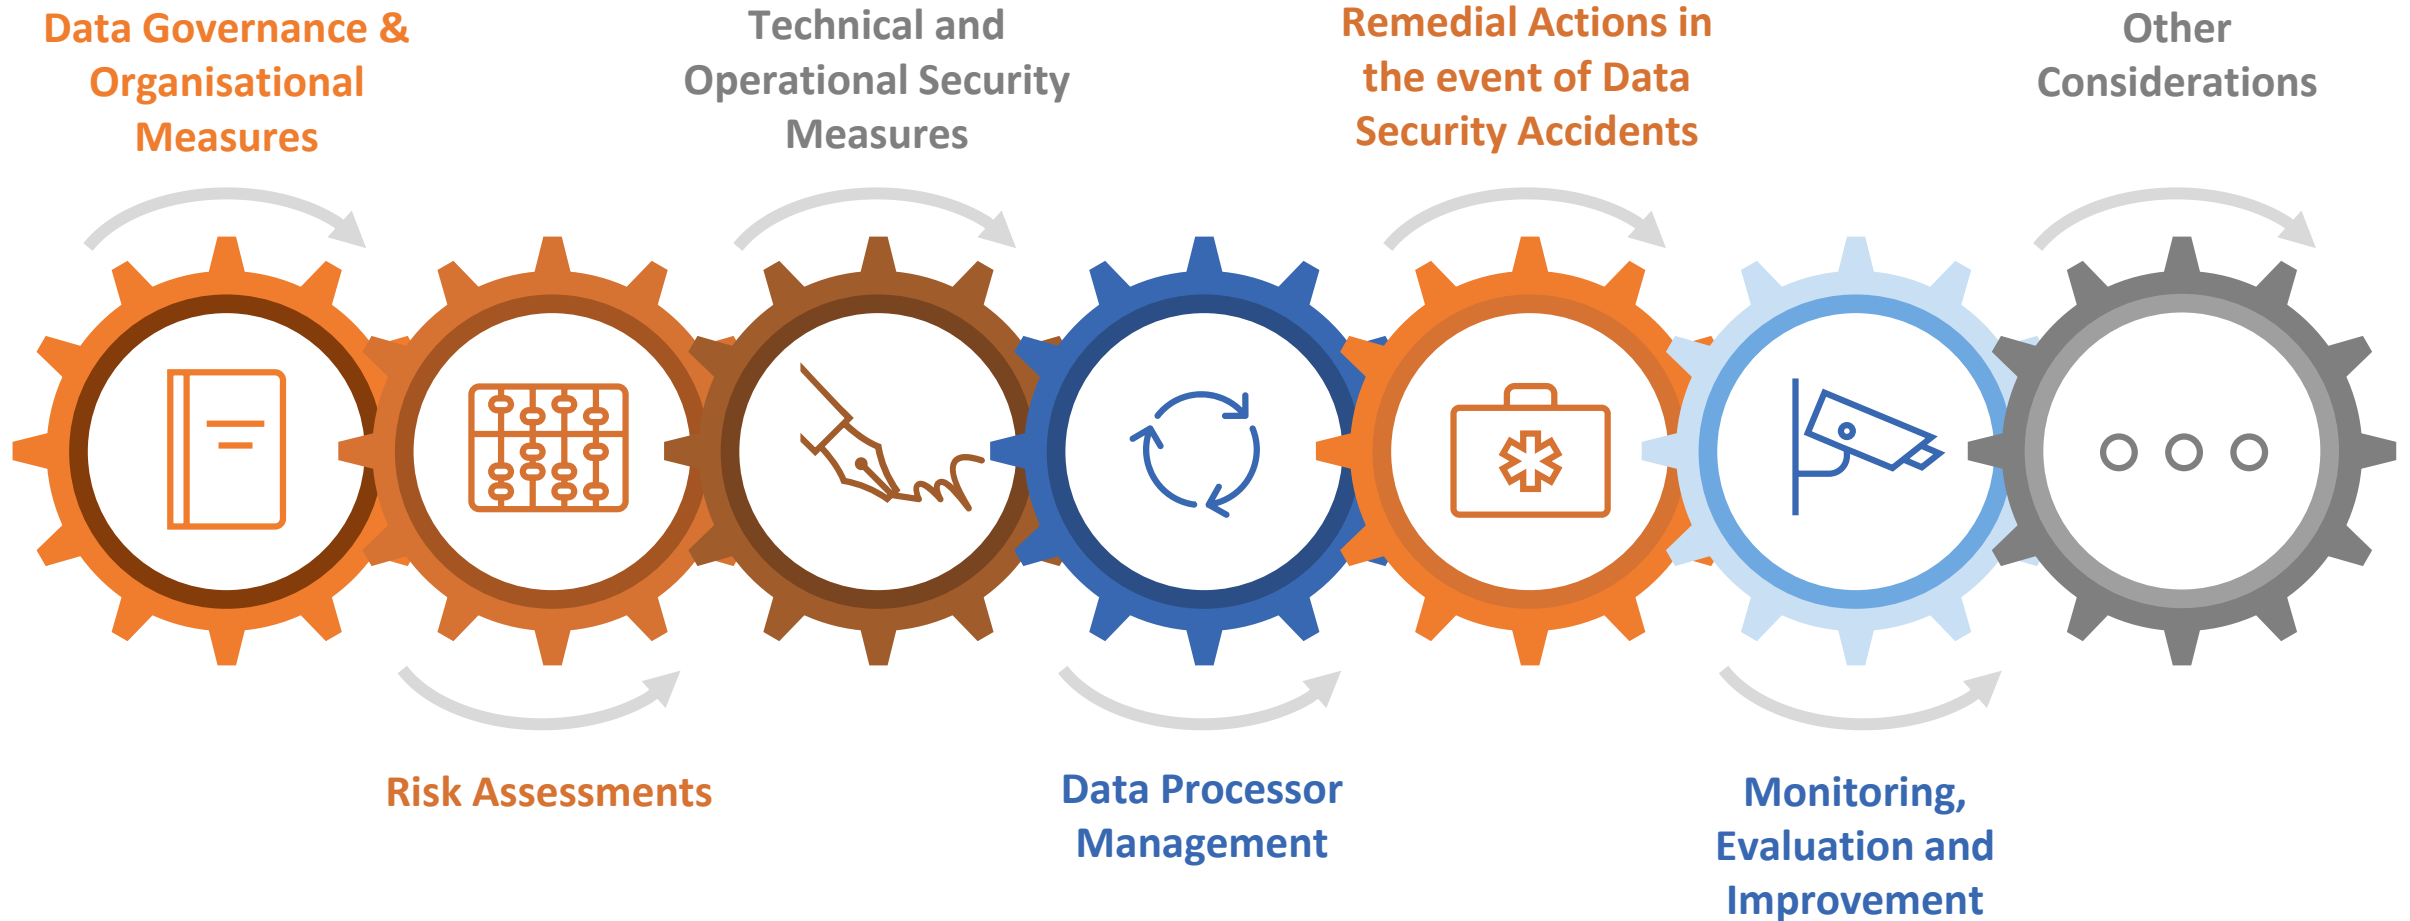 Data Governance &
Organisational
Measures
Risk Assessments
Technical and
Operational Security
Measures
Data Processor
Management
Remedial Actions in
the event of Data
Security Accidents
Monitoring,
Evaluation and
Improvement
Other
Considerations